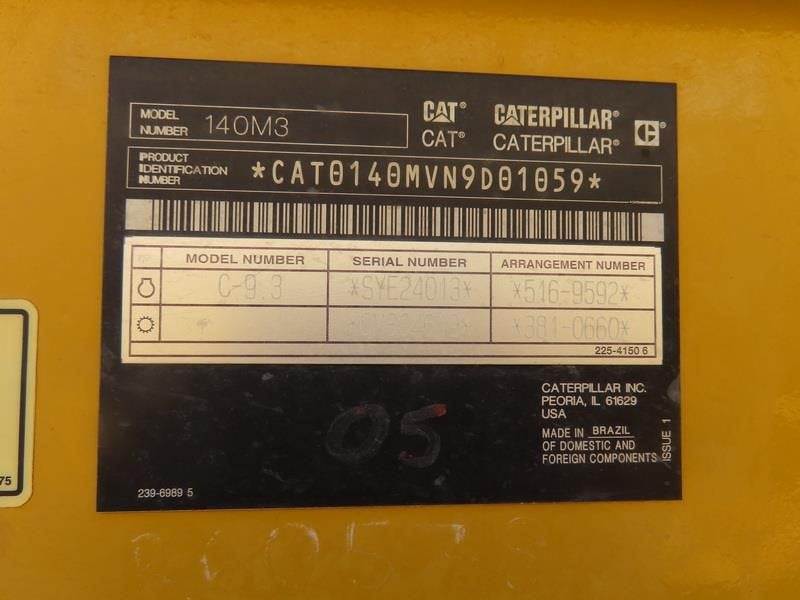 MODEL NUMBER 140M3
CAT® CATERPILLAR®
CAT® CATERPILLAR®
PRODUCT IDENTIFICATION NUMBER *CAT0140MVN9D01059*
MODEL NUMBER SERIAL NUMBER ARRANGEMENT NUMBER
C-9.3 *SYE24013* *516-9592*
*381-0660*
225-4150 6
CATERPILLAR INC.
PEORIA, IL 61629
USA
MADE IN BRAZIL
OF DOMESTIC AND
FOREIGN COMPONENTS
ISSUE 1
05
239-6989 5
75